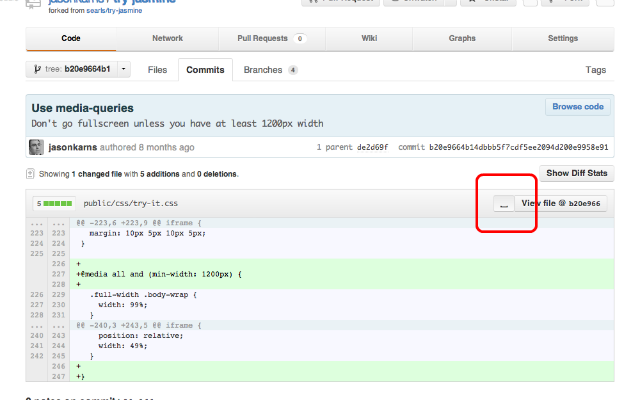 jasonkarns / try-jasmine
forked from searls/try-jasmine
Pull Request
Unwatch
Unstar
Fork
Code
Network
Pull Requests 0
Wiki
Graphs
Settings
tree: b20e9664b1
Files
Commits
Branches 4
Tags
Use media-queries
Browse code
Don't go fullscreen unless you have at least 1200px width
jasonkarns authored 8 months ago
1 parent de2d69f commit b20e9664b14dbbb5f7cdf5ee2094d200e9958e91
Showing 1 changed file with 5 additions and 0 deletions.
Show Diff Stats
5 public/css/try-it.css
View file @ b20e966
... ... @@ -223,6 +223,9 @@ iframe {
223 223 margin: 10px 5px 10px 5px;
224 224 }
225 225
226 +
227 +@media all and (min-width: 1200px) {
228 +
226 229 .full-width .body-wrap {
227 230 width: 99%;
228 231 }
... ... @@ -240,3 +243,5 @@ iframe {
240 243 position: relative;
241 244 width: 49%;
242 245 }
246 +
247 +}